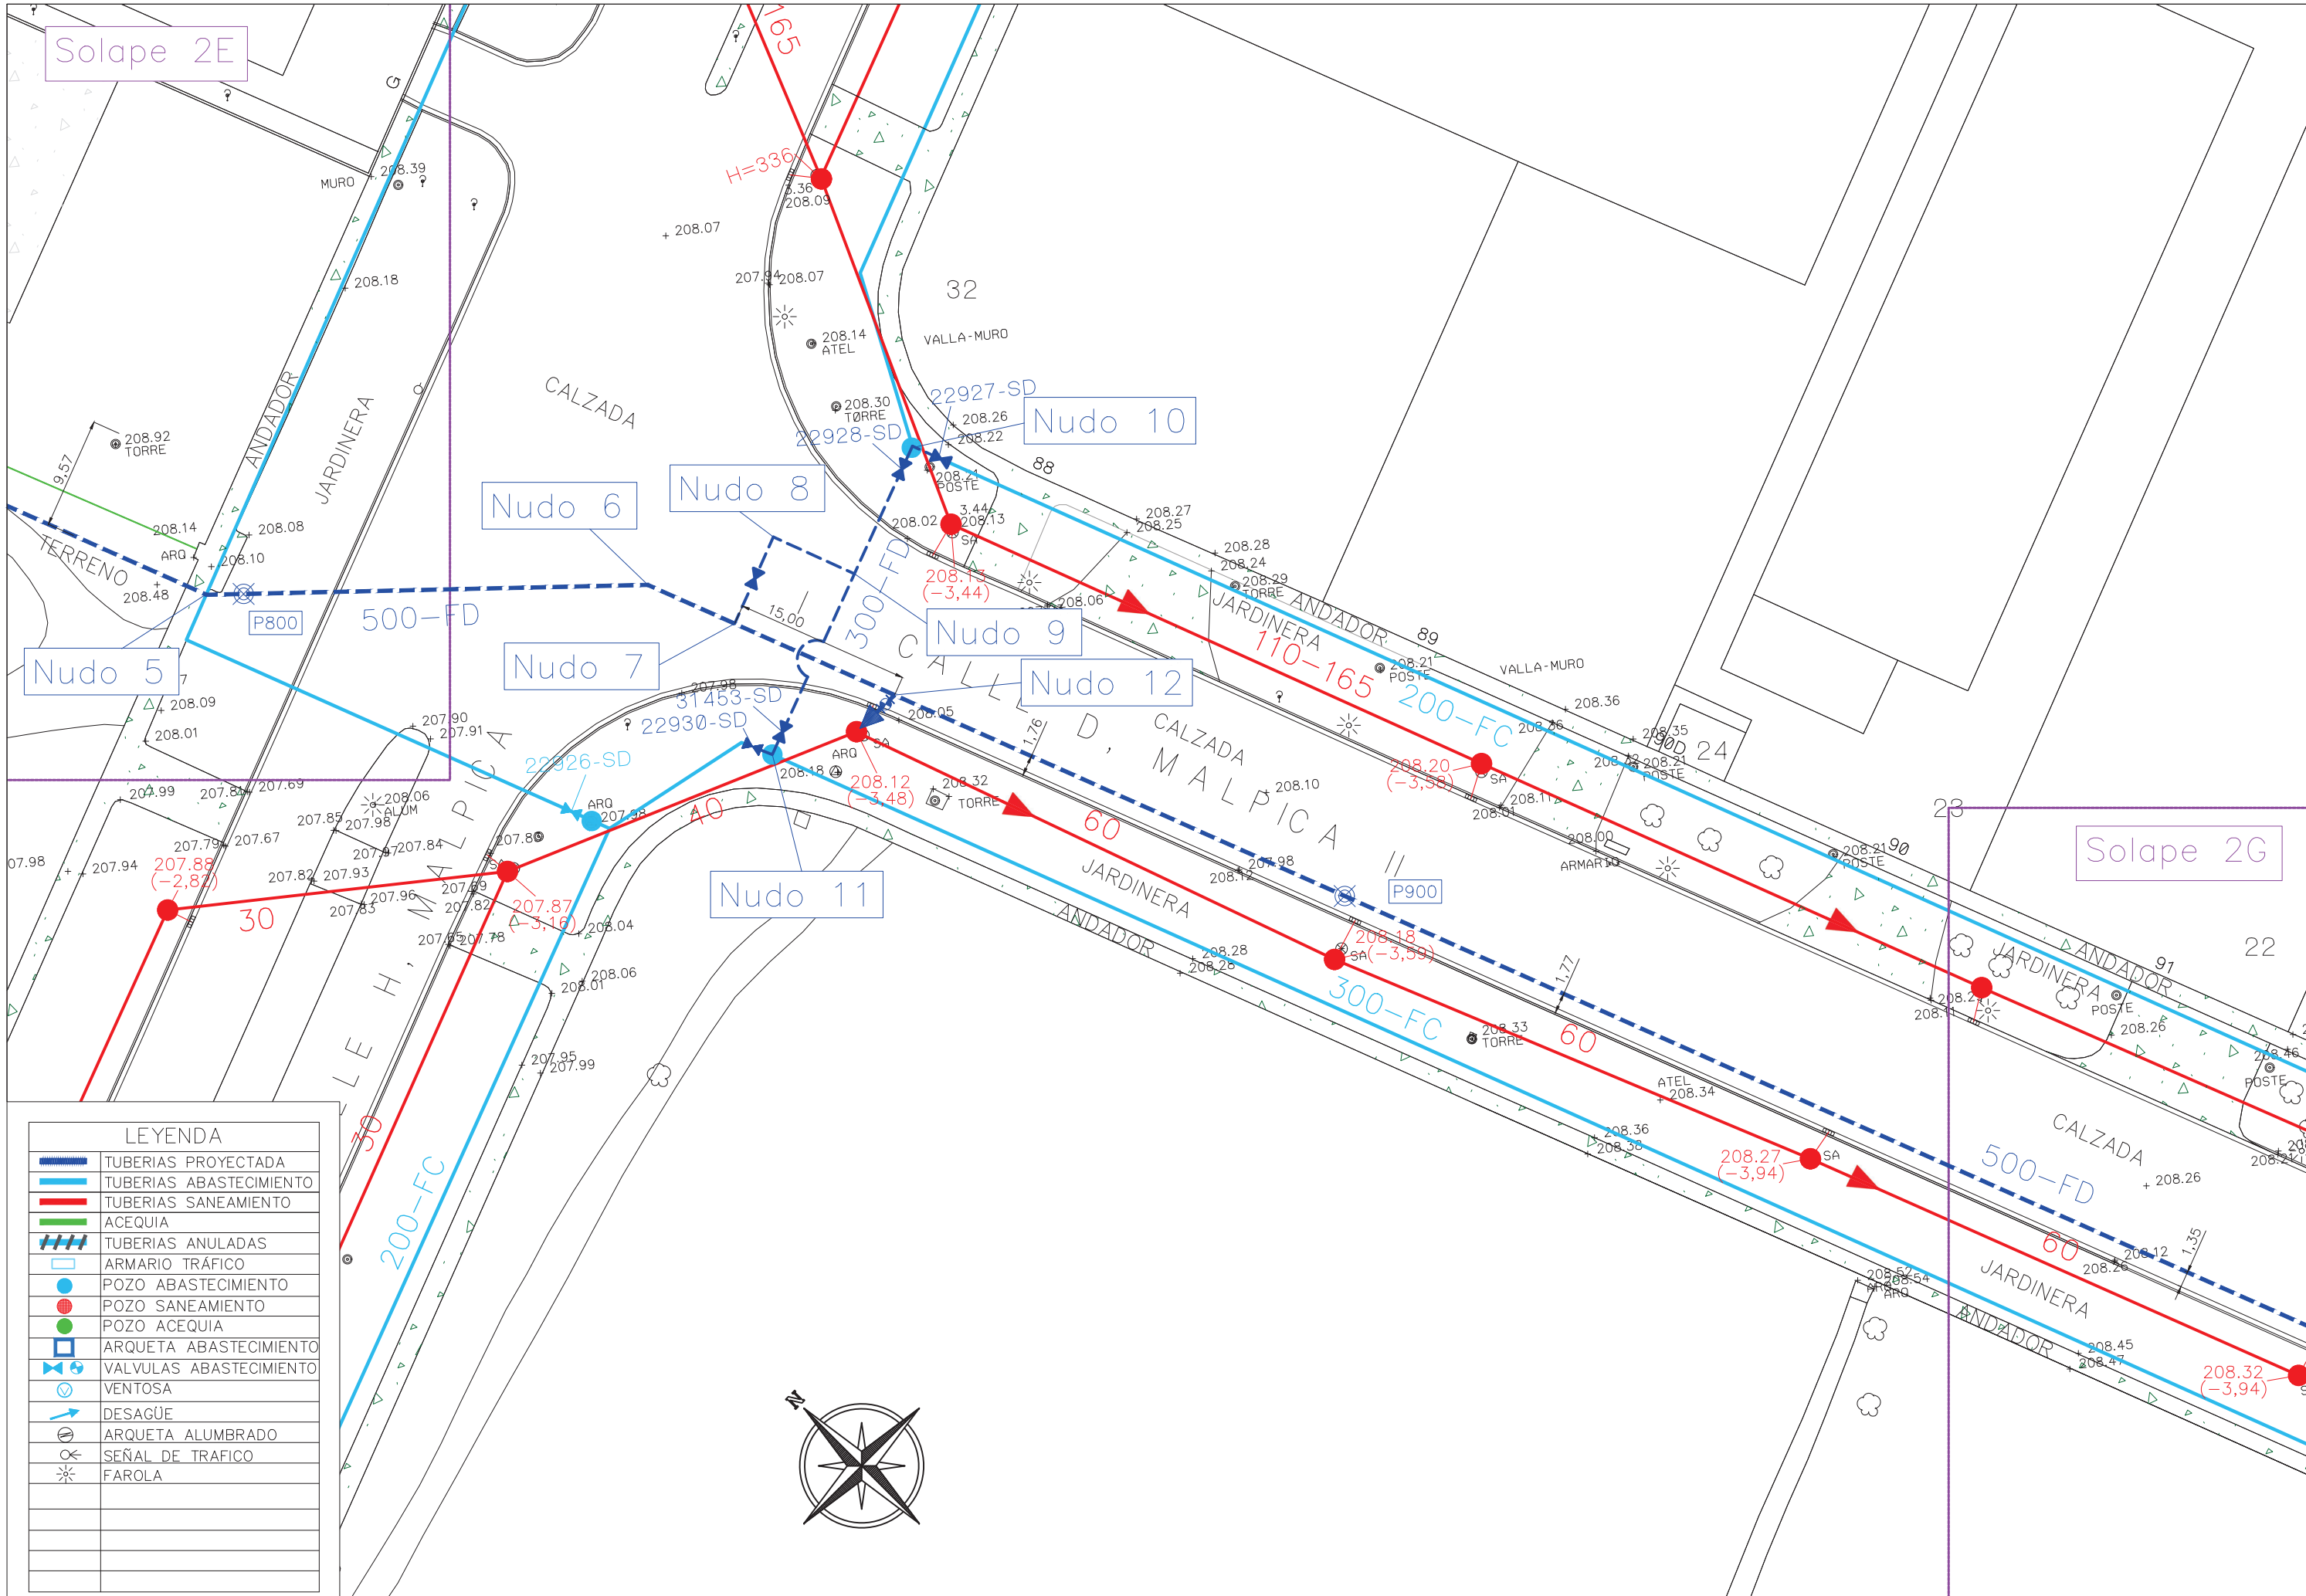 Solape 2E
165
G
208.39
MURO
H=336
3.36
208.09
208.07
208.18
207.94
208.07
32
208.14
ATEL
VALLA-MURO
CALZADA
ANDADOR
JARDINERA
22927-SD
208.30
TORRE
Nudo 10
208.26
208.22
22928-SD
208.92
TORRE
9,57
88
208.21
POSTE
Nudo 8
Nudo 6
3.44
208.13
208.02
SA
208.27
208.25
208.14
208.08
ARQ
208.10
TERRENO
208.48
208.28
208.24
208.29
TORRE
208.13
(-3,44)
300-FD
208.06
JARDINERA
ANDADOR
P800
500-FD
15,00
Nudo 9
89
Nudo 5
Nudo 7
CALLE D, MALPICA II
110-165
208.21
POSTE
VALLA-MURO
Nudo 12
207.98
31453-SD
22930-SD
208.09
208.05
200-FC
208.36
207.90
207.91
208.01
1,76
CALZADA
208.35
90D
24
208.21
POSTE
22926-SD
ARQ
SA
208.18
208.12
(-3,48)
208.32
TORRE
208.10
208.20
(-3,58)
SA
208.11
208.01
207.99
207.81
207.69
208.06
ALUM
ARQ
207.98
207.85
207.98
40
60
23
208.00
ARMARIO
208.21
POSTE
90
Solape 2G
207.79
207.67
207.97
207.84
207.98
207.94
207.88
(-2,82)
207.82
207.93
207.96
207.83
207.69
207.82
207.87
(-3,16)
30
Nudo 11
JARDINERA
ANDADOR
207.98
208.12
P900
208.04
207.78
208.18
(-3,59)
SA
208.28
208.28
1,77
JARDINERA
ANDADOR
91
22
208.06
208.01
300-FC
208.11
POSTE
208.26
208.33
TORRE
60
208.46
POSTE
207.95
207.99
ATEL
208.34
CALZADA
208.36
208.38
208.27
(-3,94)
SA
500-FD
208.26
30
200-FC
60
208.12
208.26
1,35
208.52
208.54
ARQ
ARQ
JARDINERA
ANDADOR
208.45
208.47
208.32
(-3,94)
N
LEYENDA
TUBERIAS PROYECTADA
TUBERIAS ABASTECIMIENTO
TUBERIAS SANEAMIENTO
ACEQUIA
TUBERIAS ANULADAS
ARMARIO TRÁFICO
POZO ABASTECIMIENTO
POZO SANEAMIENTO
POZO ACEQUIA
ARQUETA ABASTECIMIENTO
VALVULAS ABASTECIMIENTO
VENTOSA
DESAGÜE
ARQUETA ALUMBRADO
SEÑAL DE TRAFICO
FAROLA